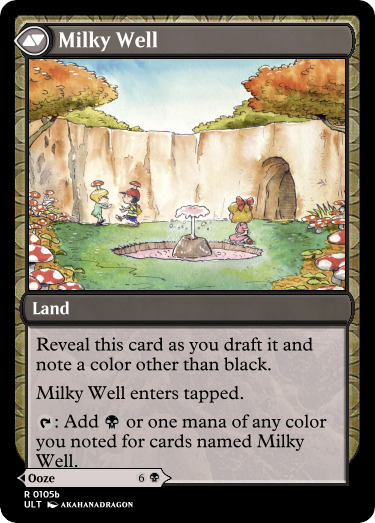 Milky Well
Land
Reveal this card as you draft it and
note a color other than black.
Milky Well enters tapped.
: Add or one mana of any color
you noted for cards named Milky
Well.
Ooze 6
R 0105b
ULT AKAHANADRAGON